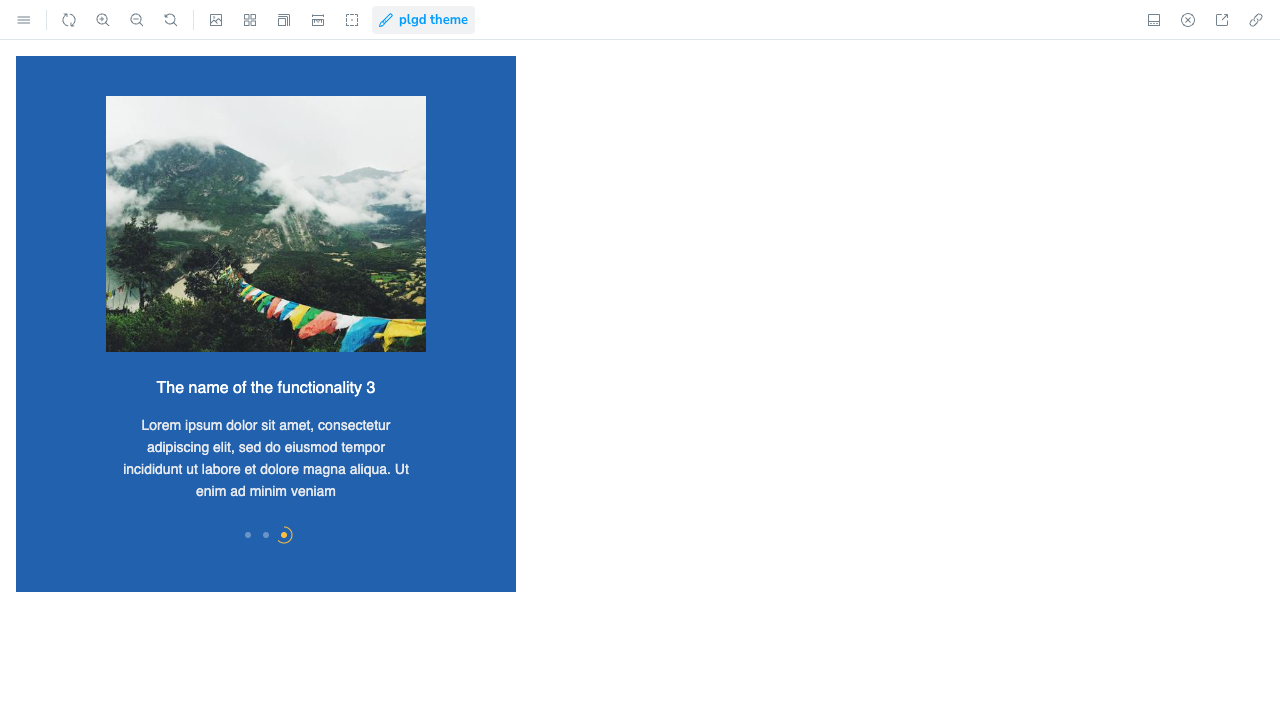 plgd theme
The name of the functionality 3
Lorem ipsum dolor sit amet, consectetur
adipiscing elit, sed do eiusmod tempor
incididunt ut labore et dolore magna aliqua. Ut
enim ad minim veniam